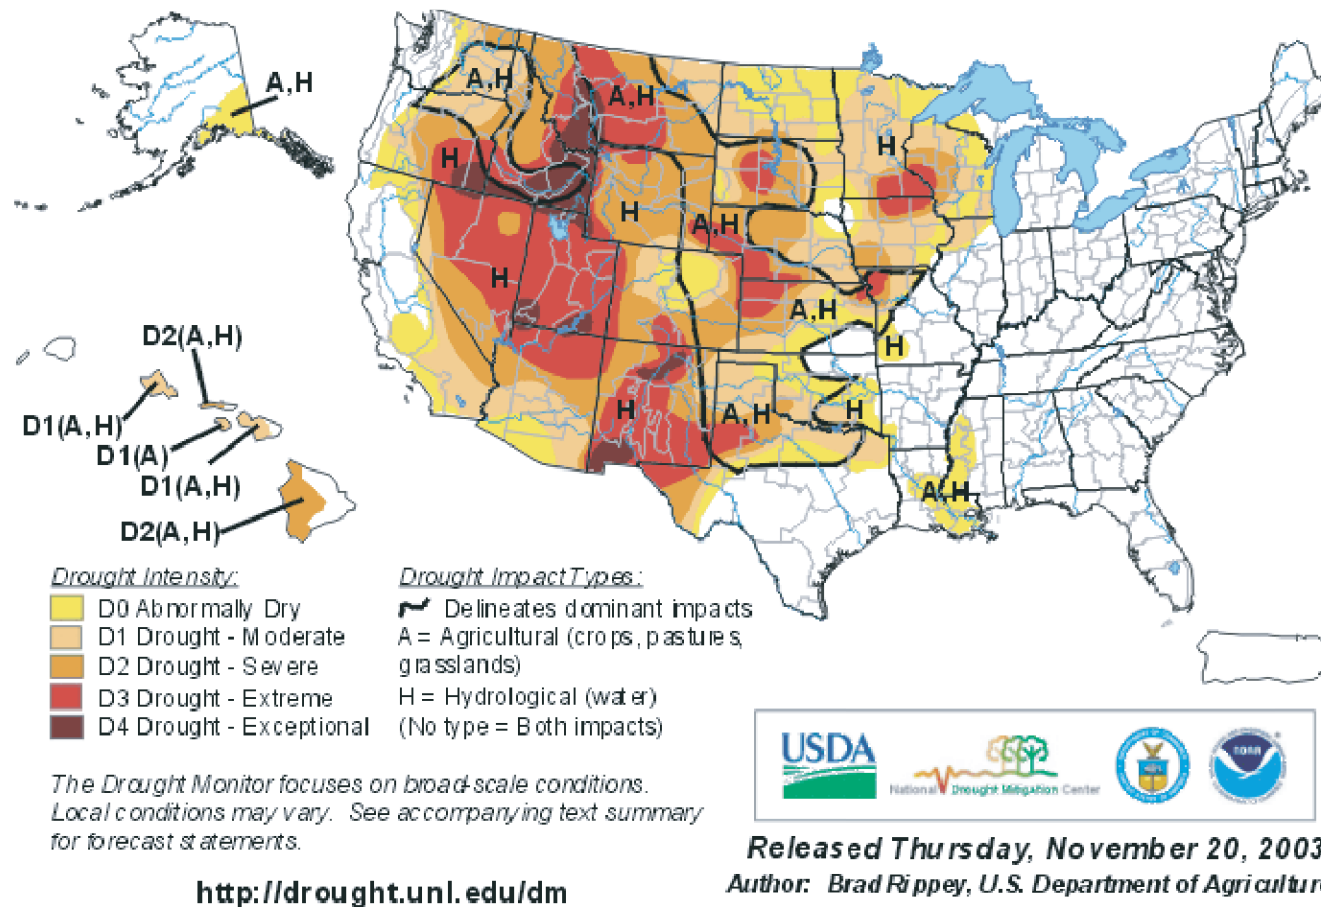 A,H
A,H
A,H
H
H
H
A,H
H
A,H
H
D2(A,H)
D1(A,H)
D1(A)
D1(A,H)
D2(A,H)
H
A,H
H
A,H
Drought Intensity:
D0 Abnormally Dry
D1 Drought - Moderate
D2 Drought - Severe
D3 Drought - Extreme
D4 Drought - Exceptional
Drought Impact Types:
Delineates dominant impacts
A = Agricultural (crops, pastures,
grasslands)
H = Hydrological (water)
(No type = Both impacts)
The Drought Monitor focuses on broad-scale conditions.
Local conditions may vary. See accompanying text summary
for forecast statements.
http://drought.unl.edu/dm
USDA
National Drought Mitigation Center
NOAA
Released Thursday, November 20, 2003
Author: Brad Rippey, U.S. Department of Agriculture